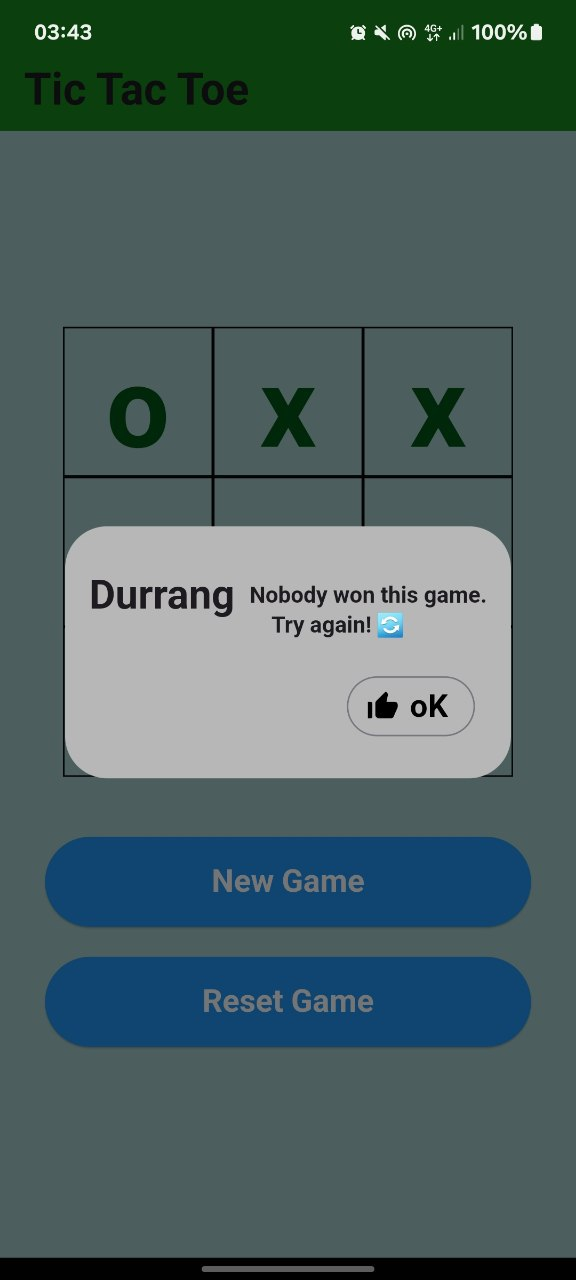 03:43 4G+ 100%
Tic Tac Toe
O X X
Durrang Nobody won this game.
Try again! 🔄
oK
New Game
Reset Game